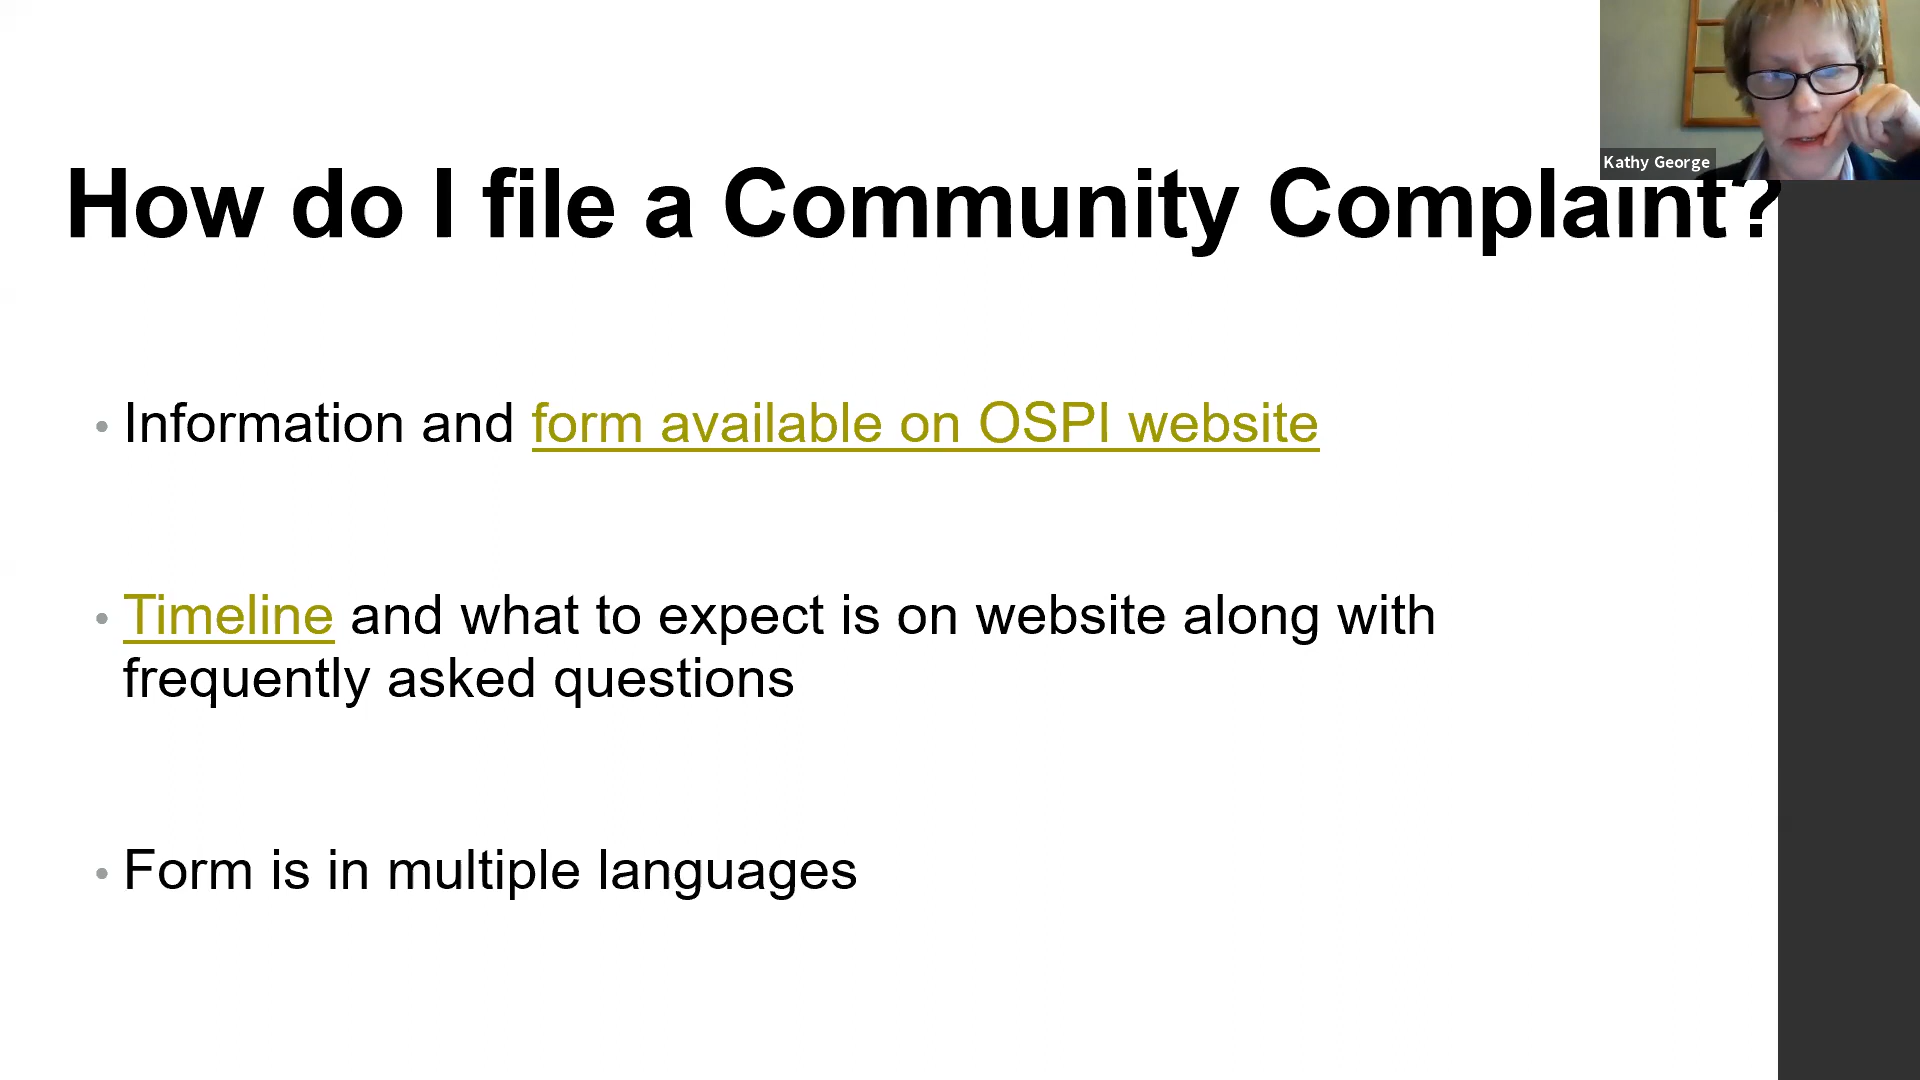 Kathy George
How do I file a Community Complaint?
• Information and form available on OSPI website
• Timeline and what to expect is on website along with
frequently asked questions
• Form is in multiple languages